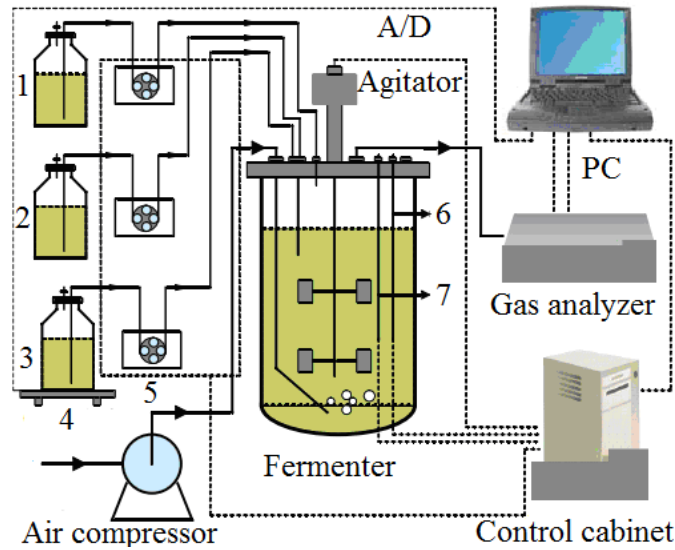 A/D
1
Agitator
PC
2
6
7
Gas analyzer
3
5
4
Fermenter
Air compressor
Control cabinet